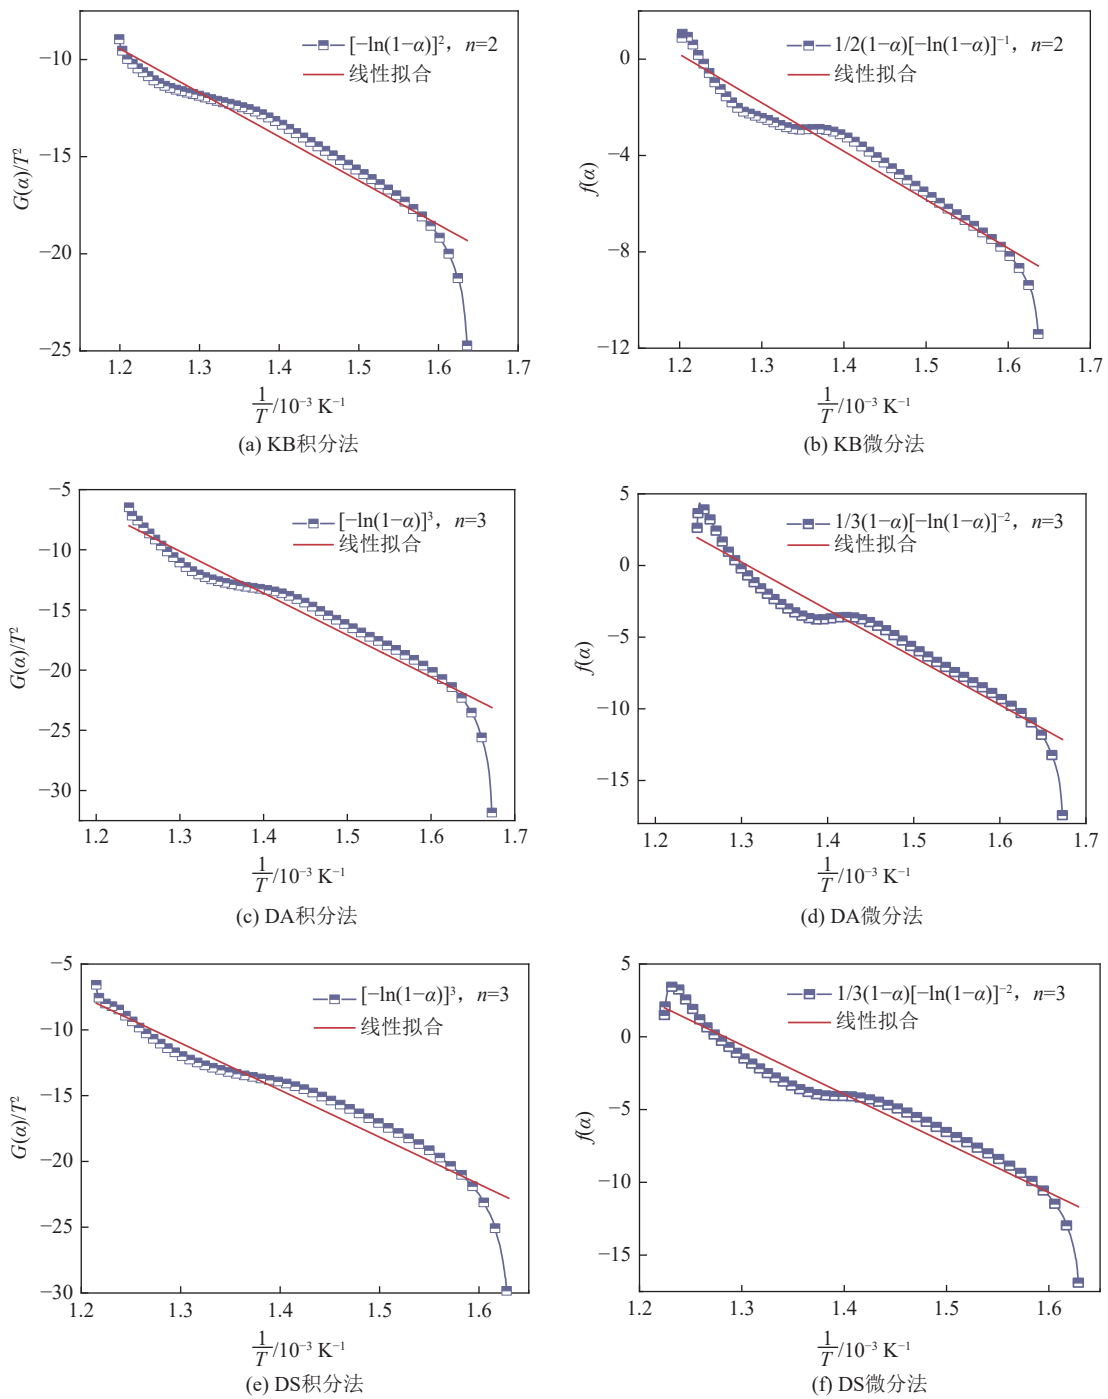 [−ln(1−α)]², n=2
线性拟合
G(α)/T²
−10
−15
−20
−25
1.2 1.3 1.4 1.5 1.6 1.7
1/T/10⁻³ K⁻¹
(a) KB积分法
1/2(1−α)[−ln(1−α)]⁻¹, n=2
线性拟合
f(α)
0
−4
−8
−12
1.2 1.3 1.4 1.5 1.6 1.7
1/T/10⁻³ K⁻¹
(b) KB微分法
[−ln(1−α)]³, n=3
线性拟合
G(α)/T²
−5
−10
−15
−20
−25
−30
1.2 1.3 1.4 1.5 1.6 1.7
1/T/10⁻³ K⁻¹
(c) DA积分法
1/3(1−α)[−ln(1−α)]⁻², n=3
线性拟合
f(α)
5
0
−5
−10
−15
1.2 1.3 1.4 1.5 1.6 1.7
1/T/10⁻³ K⁻¹
(d) DA微分法
[−ln(1−α)]³, n=3
线性拟合
G(α)/T²
−5
−10
−15
−20
−25
−30
1.2 1.3 1.4 1.5 1.6
1/T/10⁻³ K⁻¹
(e) DS积分法
1/3(1−α)[−ln(1−α)]⁻², n=3
线性拟合
f(α)
5
0
−5
−10
−15
1.2 1.3 1.4 1.5 1.6
1/T/10⁻³ K⁻¹
(f) DS微分法